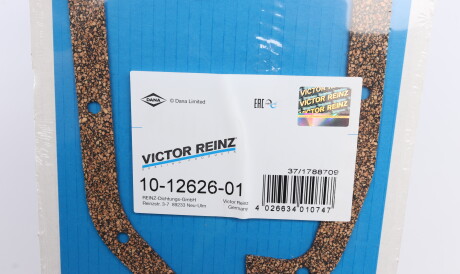 DANA
© Dana Limited
EAC
VICTOR REINZ
VICTOR REINZ
VICTOR REINZ
VICTOR REINZ
37/1788709
10-12626-01
REINZ-Dichtungs-GmbH
Reinzstr. 3-7 89233 Neu-Ulm
Victor Reinz
Germany
4 026634 010747